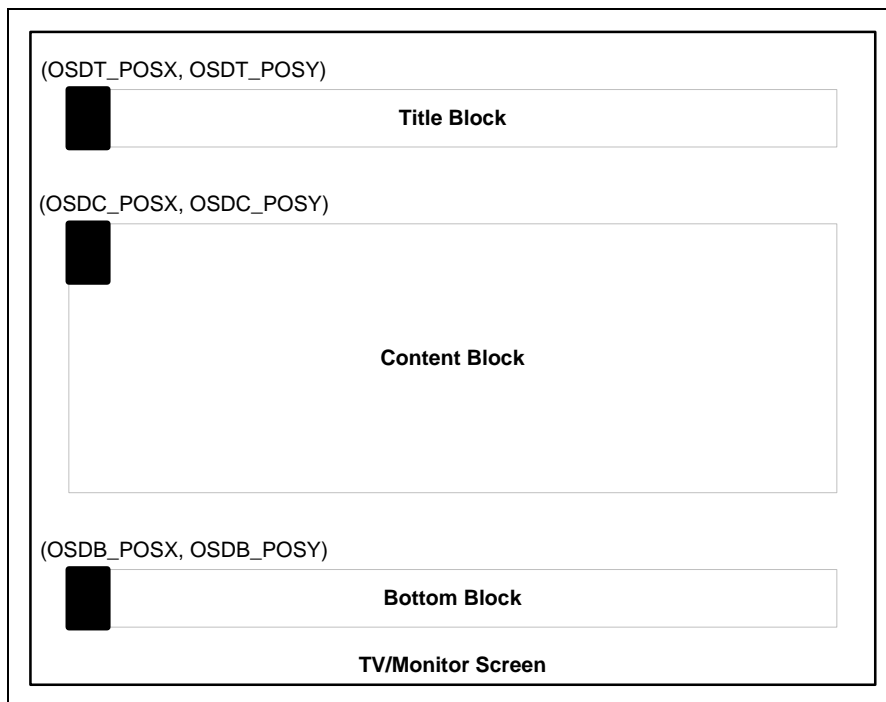 (OSDT_POSX, OSDT_POSY)
Title Block
(OSDC_POSX, OSDC_POSY)
Content Block
(OSDB_POSX, OSDB_POSY)
Bottom Block
TV/Monitor Screen